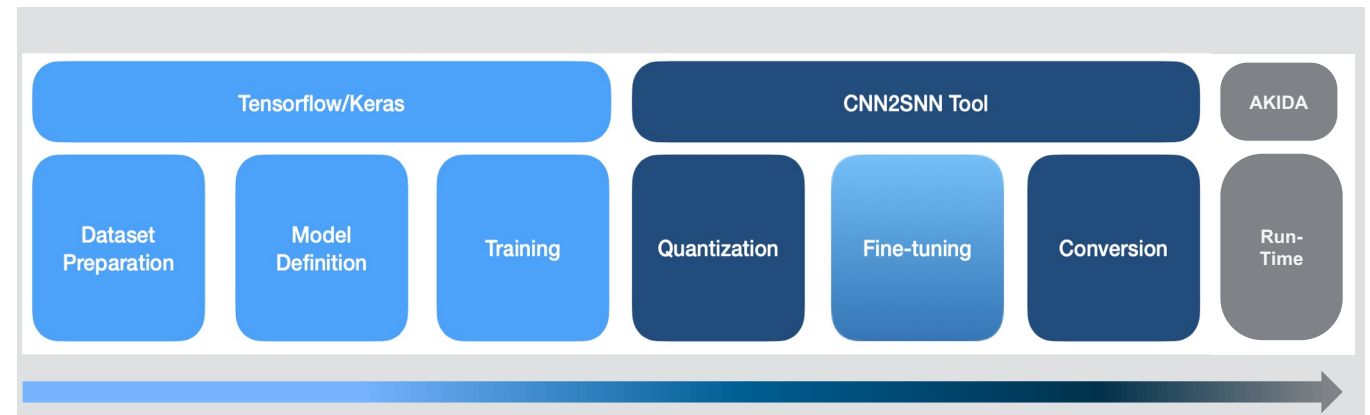 Tensorflow/Keras
CNN2SNN Tool
AKIDA
Dataset
Preparation
Model
Definition
Training
Quantization
Fine-tuning
Conversion
Run-
Time